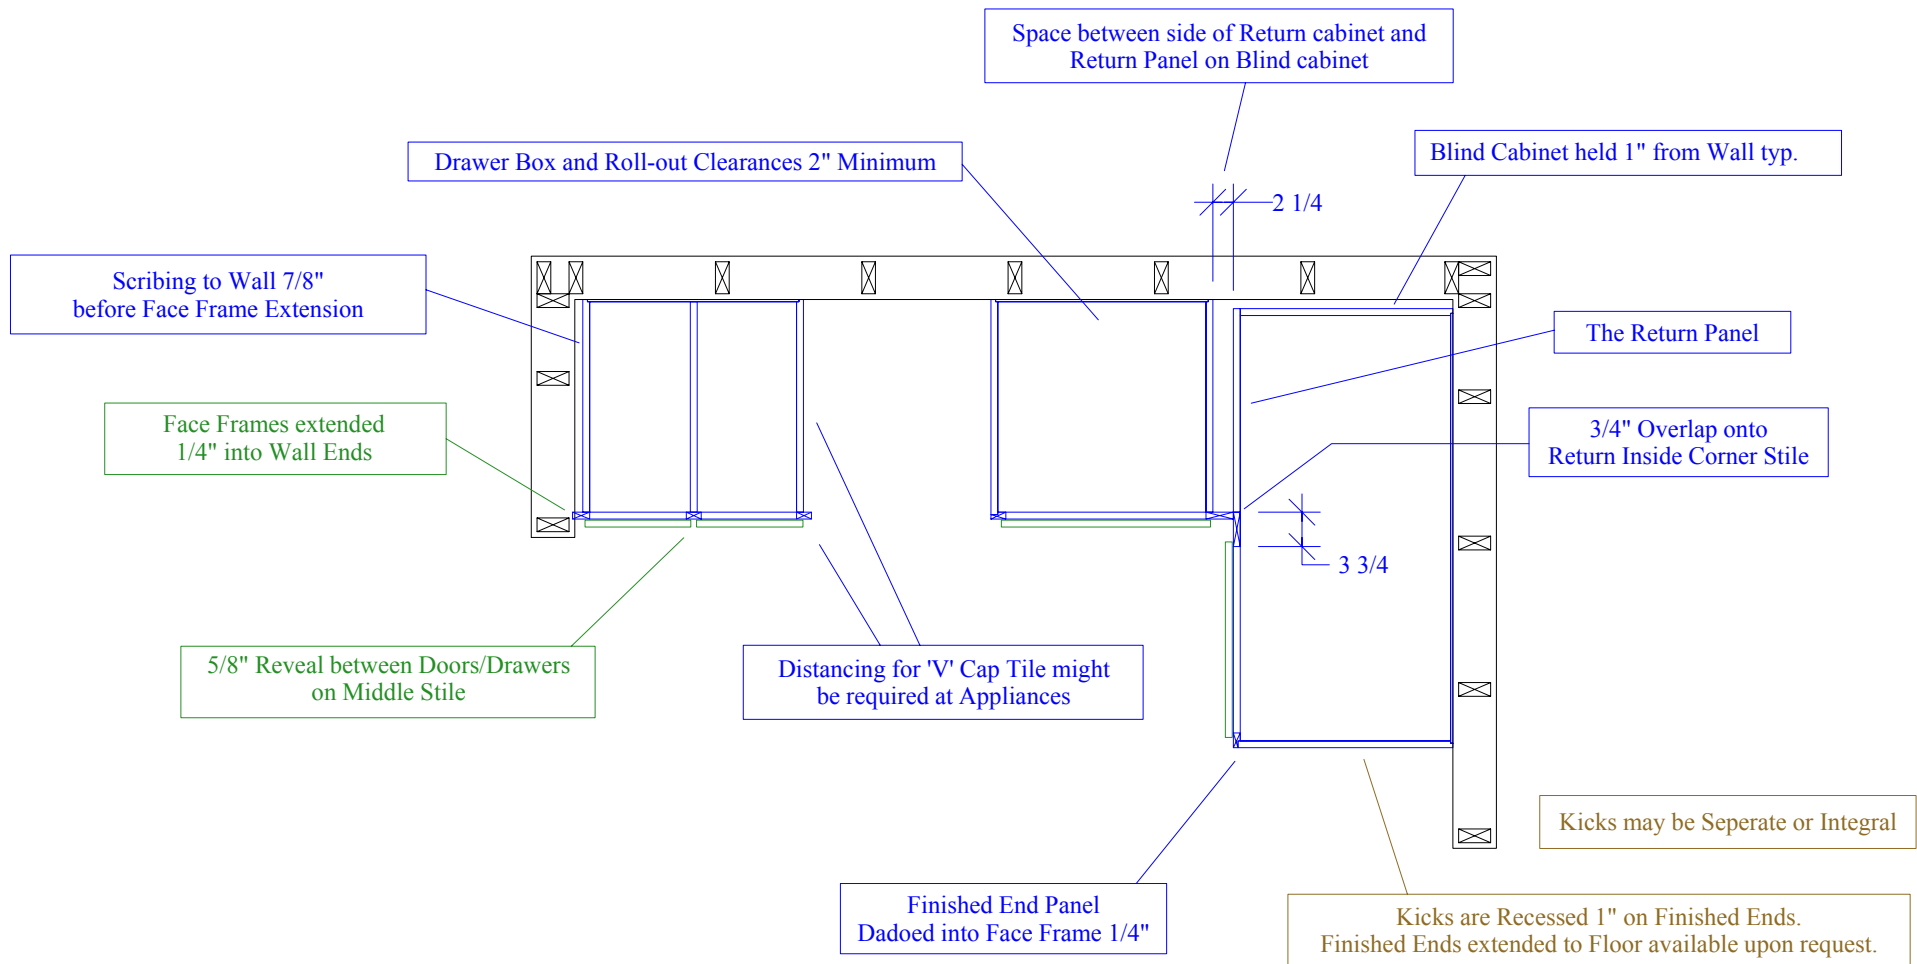 Space between side of Return cabinet and
Return Panel on Blind cabinet
Drawer Box and Roll-out Clearances 2" Minimum
Blind Cabinet held 1" from Wall typ.
2 1/4
Scribing to Wall 7/8"
before Face Frame Extension
The Return Panel
Face Frames extended
1/4" into Wall Ends
3/4" Overlap onto
Return Inside Corner Stile
3 3/4
5/8" Reveal between Doors/Drawers
on Middle Stile
Distancing for 'V' Cap Tile might
be required at Appliances
Kicks may be Seperate or Integral
Finished End Panel
Dadoed into Face Frame 1/4"
Kicks are Recessed 1" on Finished Ends.
Finished Ends extended to Floor available upon request.